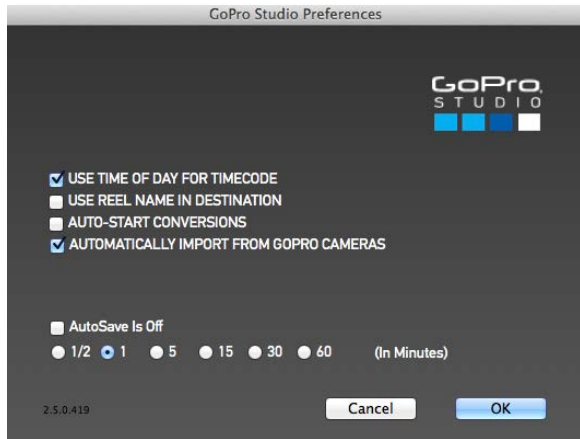 GoPro Studio Preferences
GoPro
STUDIO
USE TIME OF DAY FOR TIMECODE
USE REEL NAME IN DESTINATION
AUTO-START CONVERSIONS
AUTOMATICALLY IMPORT FROM GOPRO CAMERAS
AutoSave Is Off
1/2 1 5 15 30 60 (In Minutes)
2.5.0.419 Cancel OK